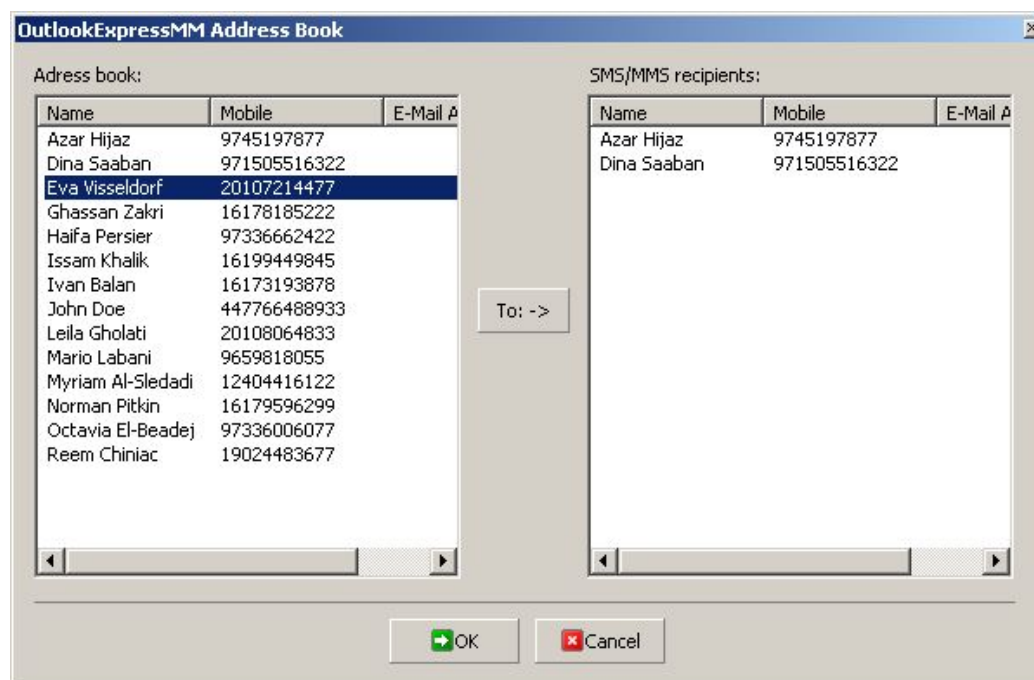 OutlookExpressMM Address Book
Adress book:
Name Mobile E-Mail A
Azar Hijaz 9745197877
Dina Saaban 971505516322
Eva Visseldorf 20107214477
Ghassan Zakri 16178185222
Haifa Persier 97336662422
Issam Khalik 16199449845
Ivan Balan 16173193878
John Doe 447766488933
Leila Gholati 20108064833
Mario Labani 9659818055
Myriam Al-Sledadi 12404416122
Norman Pitkin 16179596299
Octavia El-Beadej 97336006077
Reem Chiniac 19024483677
To: ->
SMS/MMS recipients:
Name Mobile E-Mail A
Azar Hijaz 9745197877
Dina Saaban 971505516322
OK Cancel